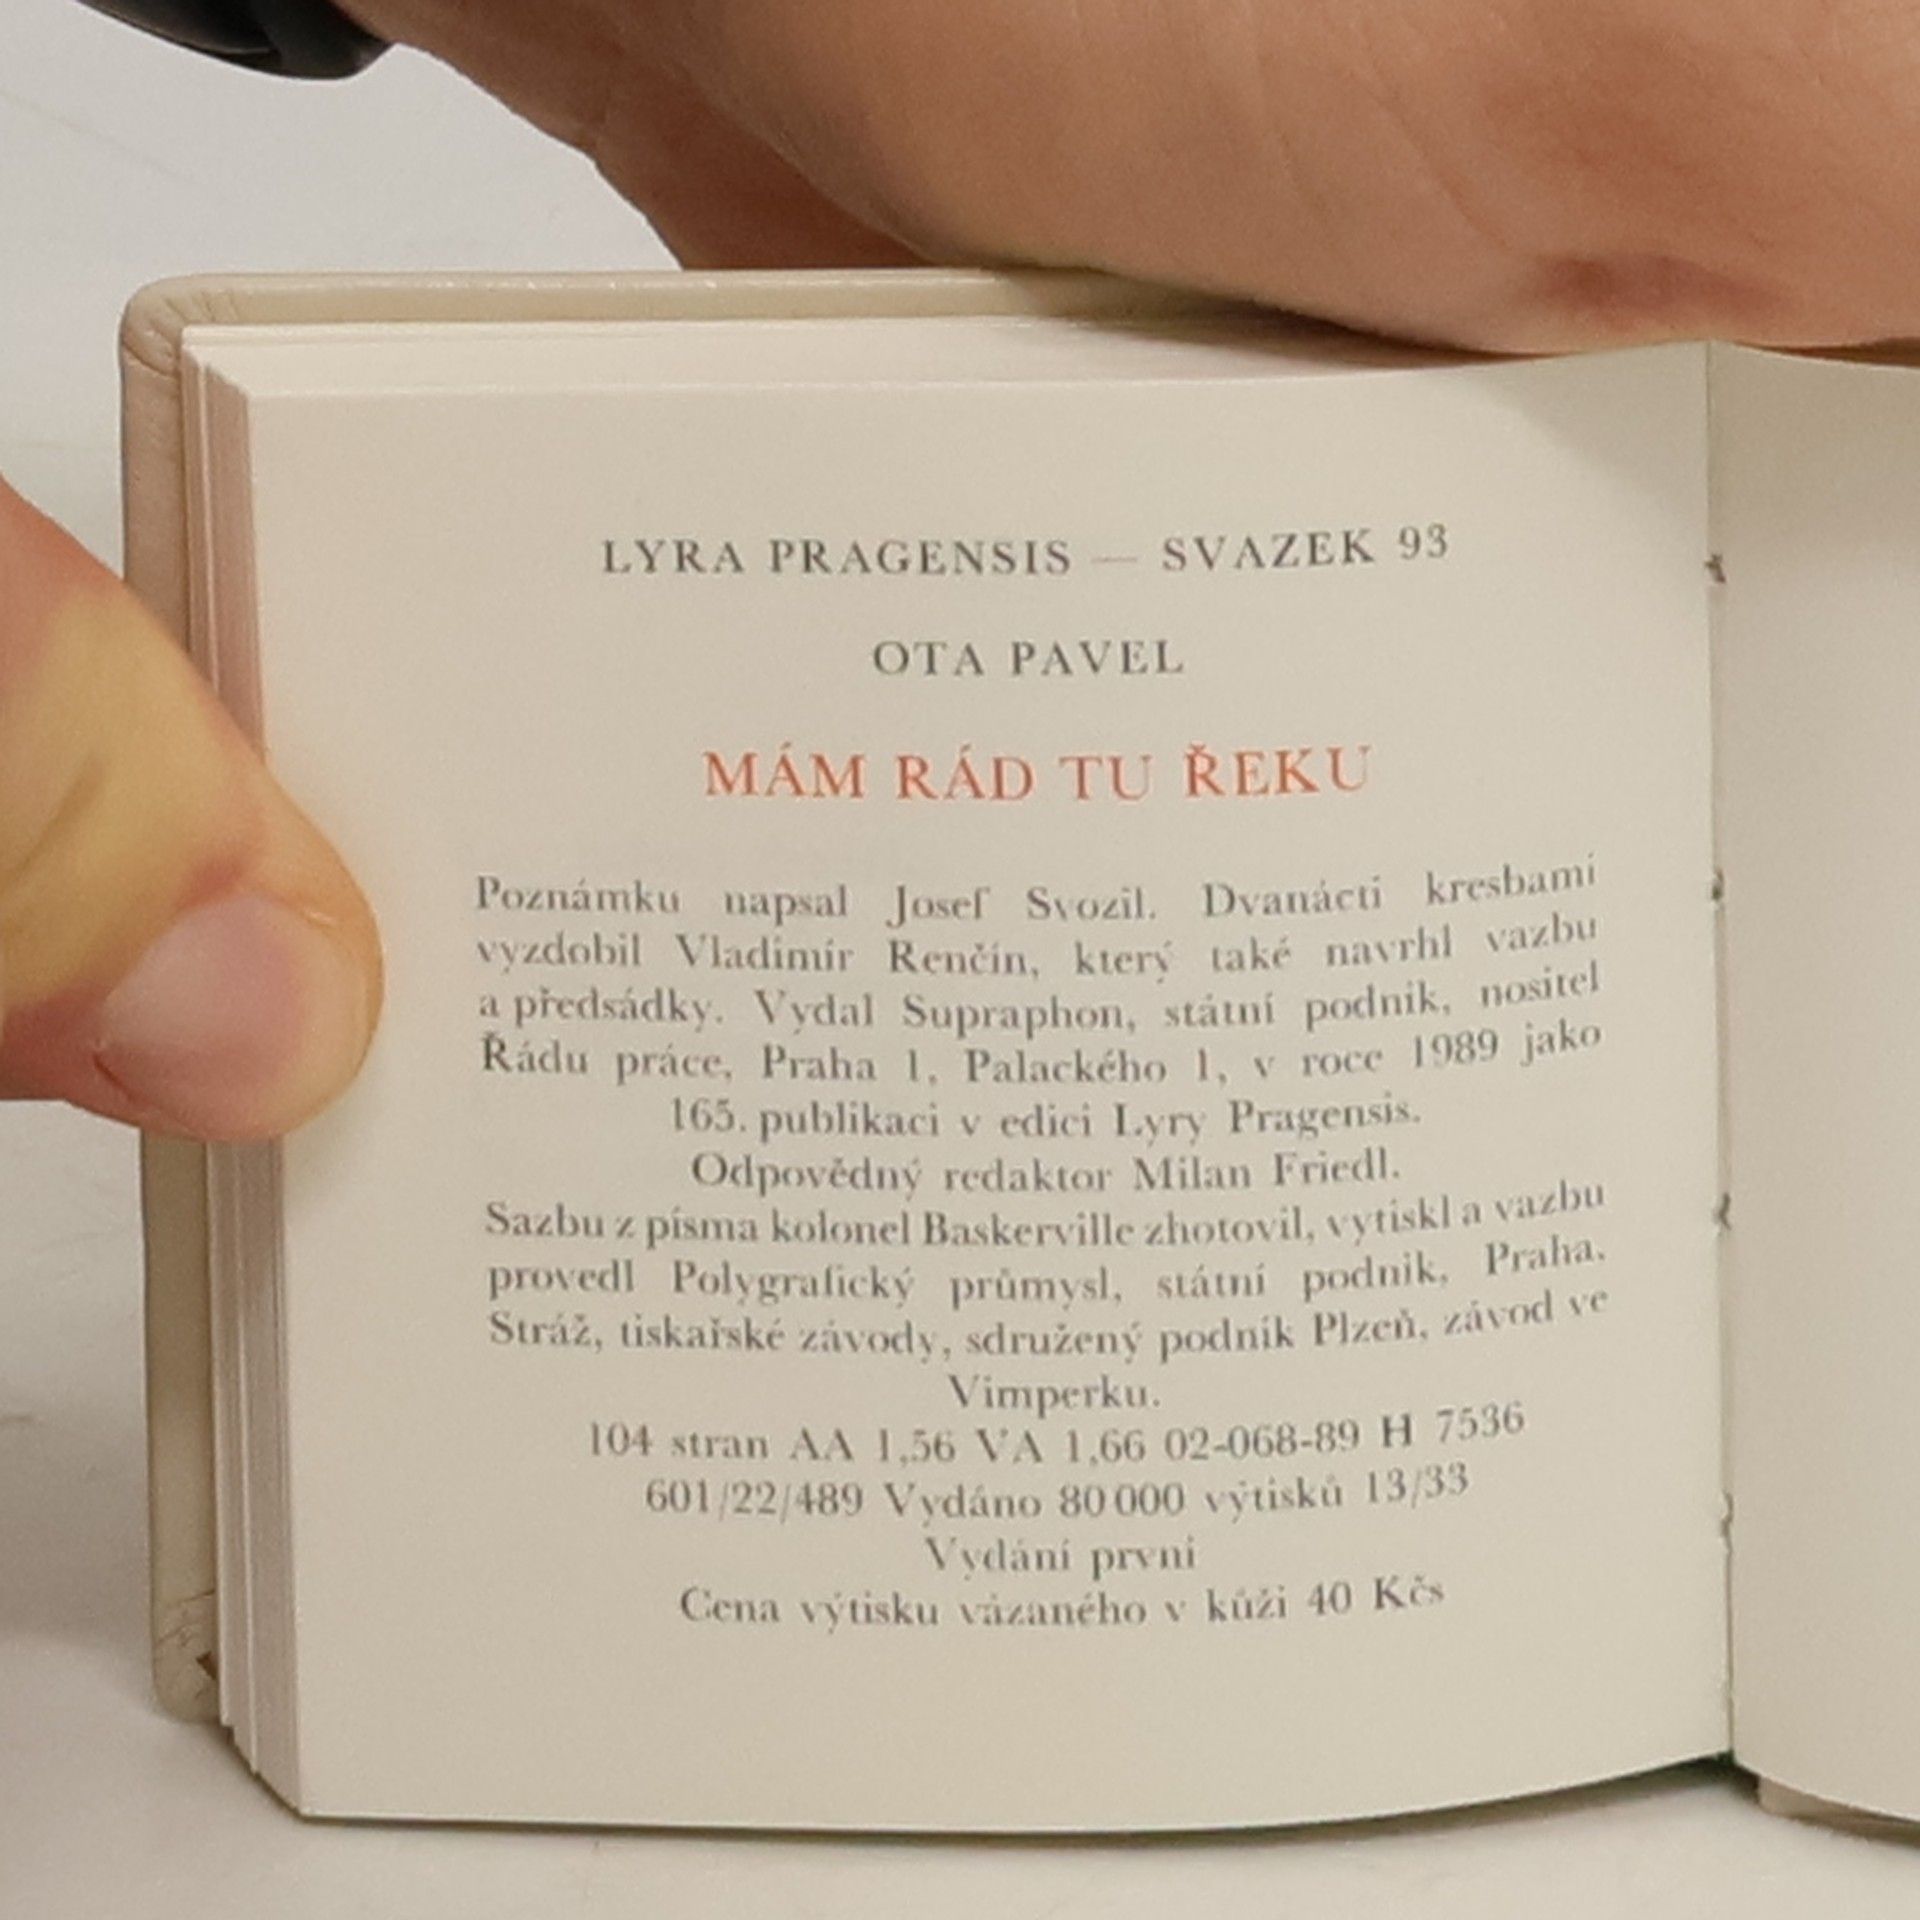 LYRA PRAGENSIS — SVAZEK 93
OTA PAVEL
MÁM RÁD TU ŘEKU
Poznámku napsal Josef Svozil. Dvanácti kresbami
vyzdobil Vladimír Renčín, který také navrhl vazbu
a předsádky. Vydal Supraphon, státní podnik, nositel
Řádu práce, Praha 1, Palackého 1, v roce 1989 jako
165. publikaci v edici Lyry Pragensis.
Odpovědný redaktor Milan Friedl.
Sazbu z písma kolonel Baskerville zhotovil, vytiskl a vazbu
provedl Polygrafický průmysl, státní podnik, Praha.
Stráž, tiskařské závody, sdružený podnik Plzeň, závod ve
Vimperku.
104 stran AA 1,56 VA 1,66 02-068-89 H 7536
601/22/489 Vydáno 80 000 výtisků 13/33
Vydání první
Cena výtisku vázaného v kůži 40 Kčs